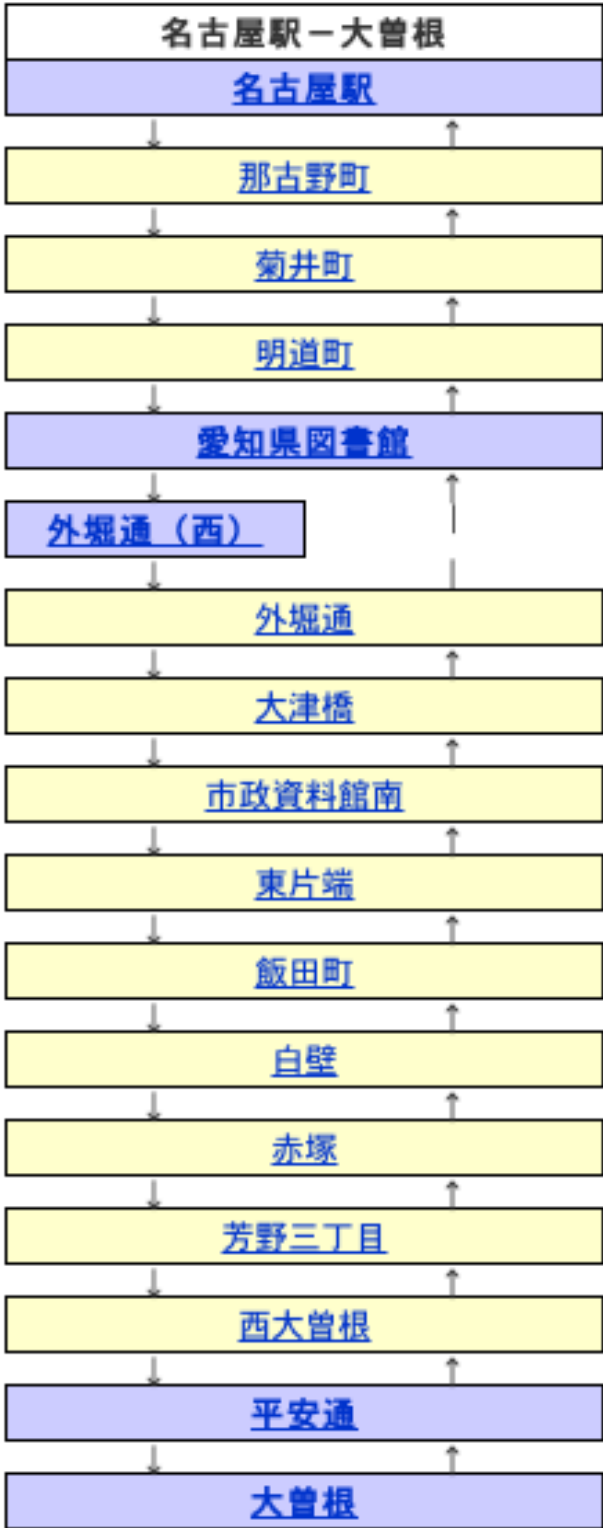 名古屋駅－大曽根
名古屋駅
↓ ↑
那古野町
↓ ↑
菊井町
↓ ↑
明道町
↓ ↑
愛知県図書館
↓ ↑
外堀通（西）
｜
↓ ｜
外堀通
↓ ↑
大津橋
↓ ↑
市政資料館南
↓ ↑
東片端
↓ ↑
飯田町
↓ ↑
白壁
↓ ↑
赤塚
↓ ↑
芳野三丁目
↓ ↑
西大曽根
↓ ↑
平安通
↓ ↑
大曽根